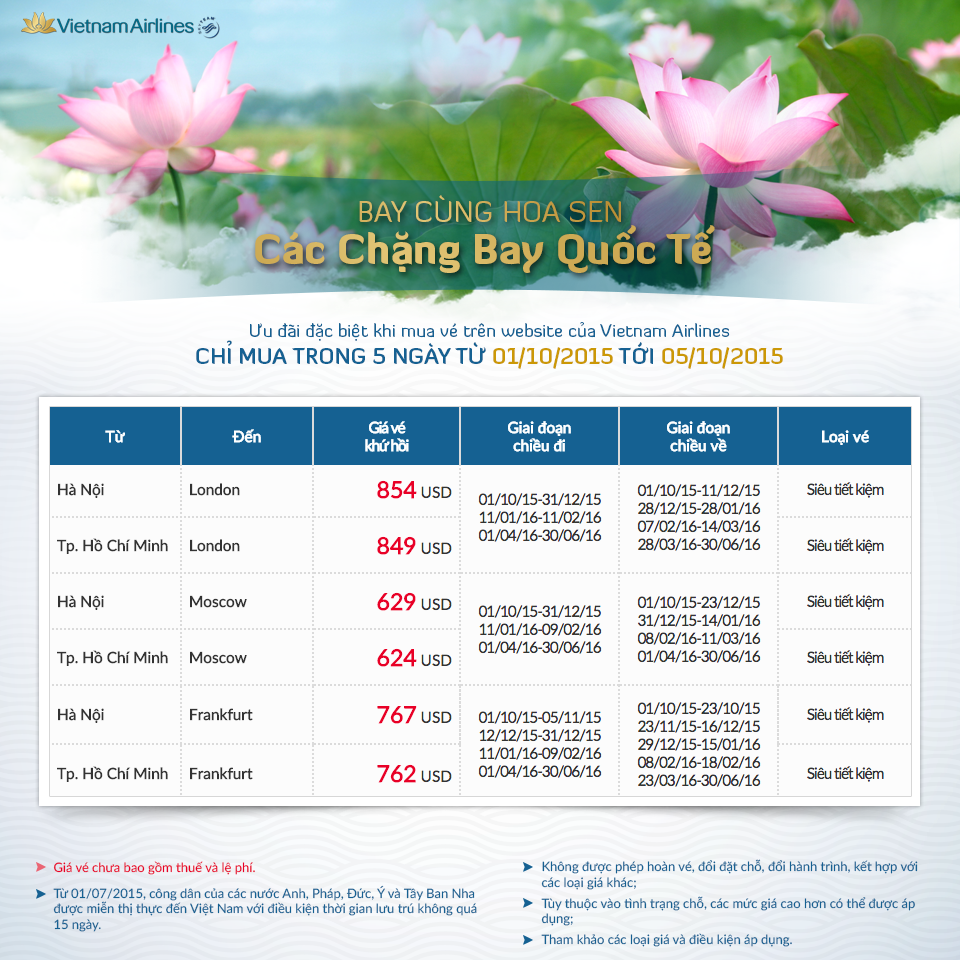 Vietnam Airlines
SKYTEAM
BAY CÙNG HOA SEN
Các Chặng Bay Quốc Tế
Ưu đãi đặc biệt khi mua vé trên website của Vietnam Airlines
CHỈ MUA TRONG 5 NGÀY TỪ 01/10/2015 TỚI 05/10/2015
Từ
Đến
Giá vé
khứ hồi
Giai đoạn
chiều đi
Giai đoạn
chiều về
Loại vé
Hà Nội
London
854 USD
Siêu tiết kiệm
Tp. Hồ Chí Minh
London
849 USD
Siêu tiết kiệm
01/10/15-31/12/15
11/01/16-11/02/16
01/04/16-30/06/16
01/10/15-11/12/15
28/12/15-28/01/16
07/02/16-14/03/16
28/03/16-30/06/16
Hà Nội
Moscow
629 USD
Siêu tiết kiệm
Tp. Hồ Chí Minh
Moscow
624 USD
Siêu tiết kiệm
01/10/15-31/12/15
11/01/16-09/02/16
01/04/16-30/06/16
01/10/15-23/12/15
31/12/15-14/01/16
08/02/16-11/03/16
01/04/16-30/06/16
Hà Nội
Frankfurt
767 USD
Siêu tiết kiệm
Tp. Hồ Chí Minh
Frankfurt
762 USD
Siêu tiết kiệm
01/10/15-05/11/15
12/12/15-31/12/15
11/01/16-09/02/16
01/04/16-30/06/16
01/10/15-23/10/15
23/11/15-16/12/15
29/12/15-15/01/16
08/02/16-18/02/16
23/03/16-30/06/16
Giá vé chưa bao gồm thuế và lệ phí.
Từ 01/07/2015, công dân của các nước Anh, Pháp, Đức, Ý và Tây Ban Nha
được miễn thị thực đến Việt Nam với điều kiện thời gian lưu trú không quá
15 ngày.
Không được phép hoàn vé, đổi đặt chỗ, đổi hành trình, kết hợp với
các loại giá khác;
Tùy thuộc vào tình trạng chỗ, các mức giá cao hơn có thể được áp
dụng;
Tham khảo các loại giá và điều kiện áp dụng.